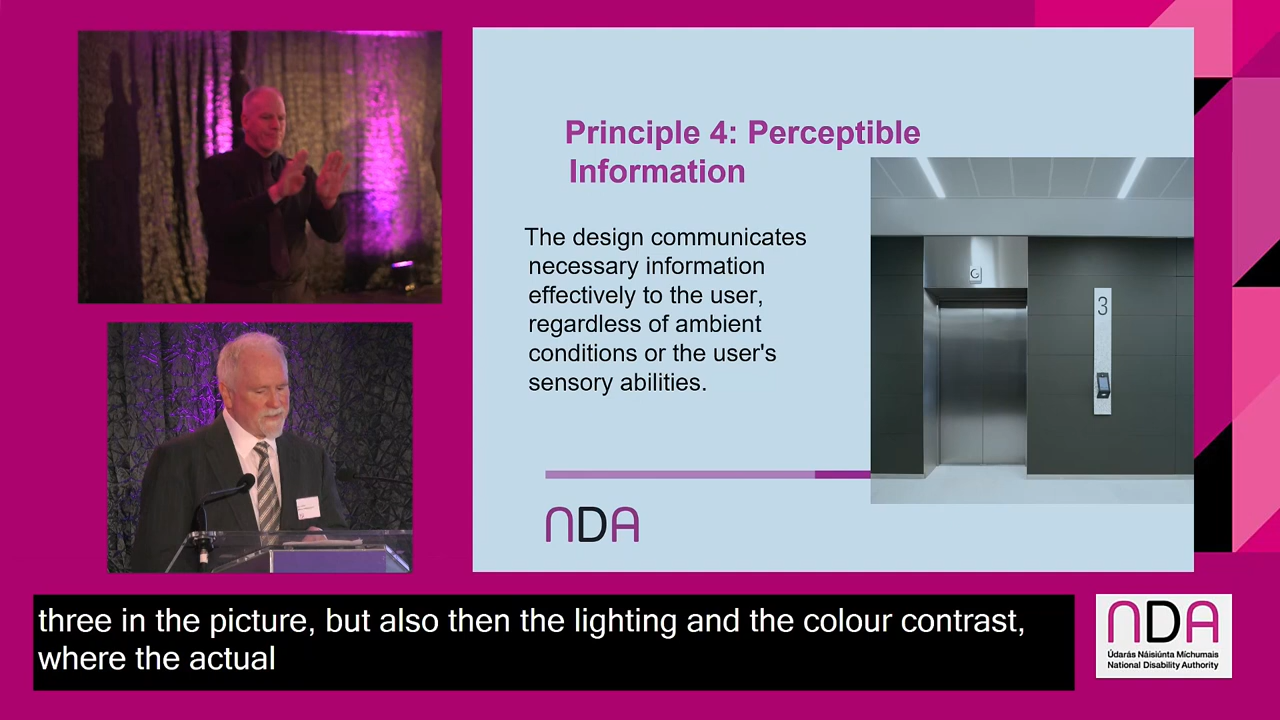 Principle 4: Perceptible
Information
The design communicates
necessary information
effectively to the user,
regardless of ambient
conditions or the user's
sensory abilities.
G
3
NDA
three in the picture, but also then the lighting and the colour contrast,
where the actual
NDA
Údarás Náisiúnta Míchumais
National Disability Authority